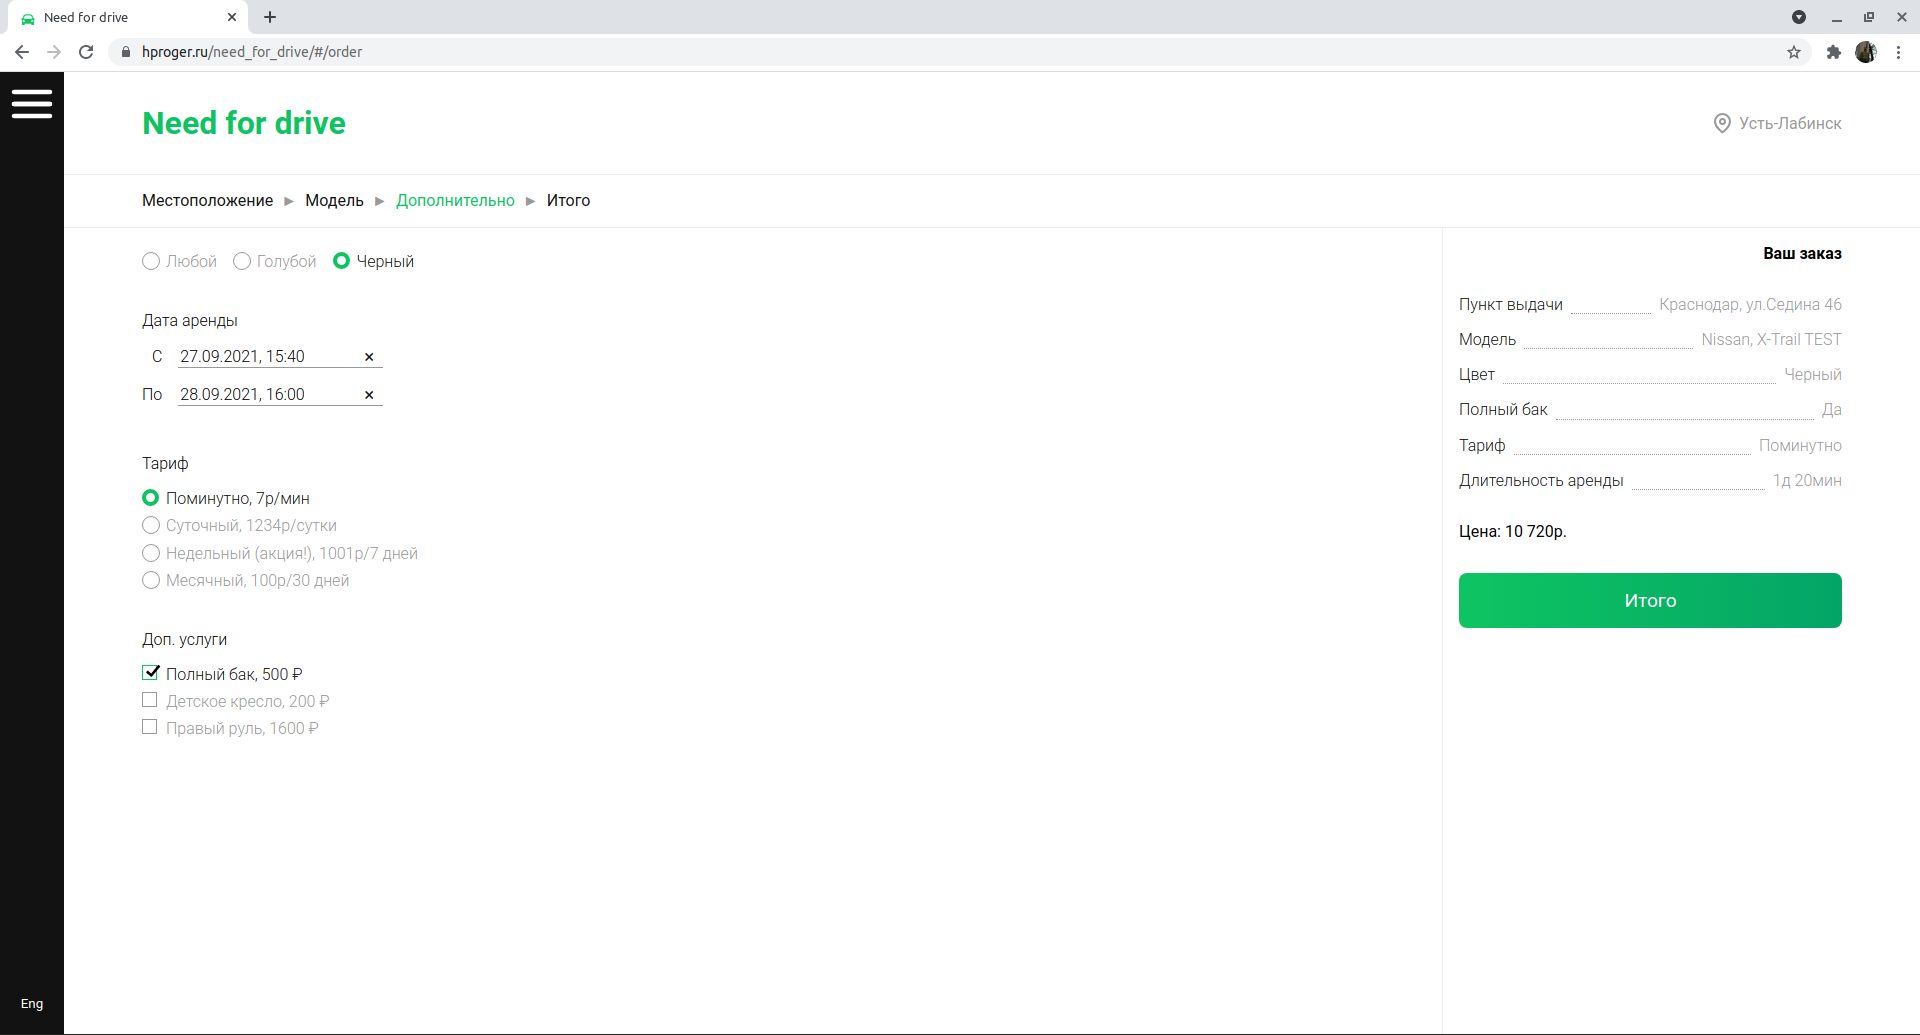 Need for drive
hproger.ru/need_for_drive/#/order
Need for drive
Усть-Лабинск
Местоположение ▶ Модель ▶ Дополнительно ▶ Итого
Любой Голубой Черный
Дата аренды
С 27.09.2021, 15:40 ×
По 28.09.2021, 16:00 ×
Тариф
Поминутно, 7р/мин
Суточный, 1234р/сутки
Недельный (акция!), 1001р/7 дней
Месячный, 100р/30 дней
Доп. услуги
Полный бак, 500 ₽
Детское кресло, 200 ₽
Правый руль, 1600 ₽
Ваш заказ
Пункт выдачи Краснодар, ул.Седина 46
Модель Nissan, X-Trail TEST
Цвет Черный
Полный бак Да
Тариф Поминутно
Длительность аренды 1д 20мин
Цена: 10 720р.
Итого
Eng